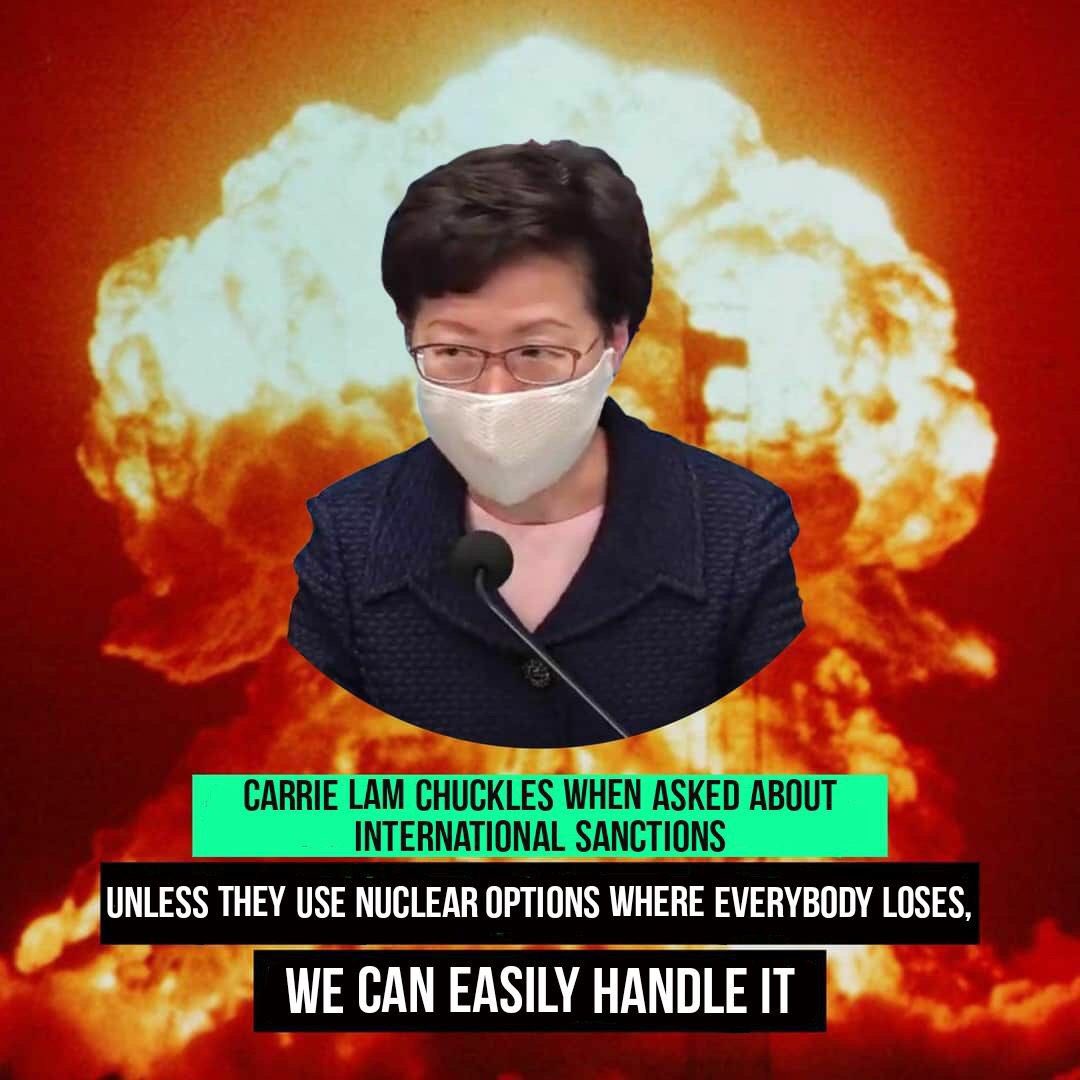 CARRIE LAM CHUCKLES WHEN ASKED ABOUT
INTERNATIONAL SANCTIONS
UNLESS THEY USE NUCLEAR OPTIONS WHERE EVERYBODY LOSES,
WE CAN EASILY HANDLE IT